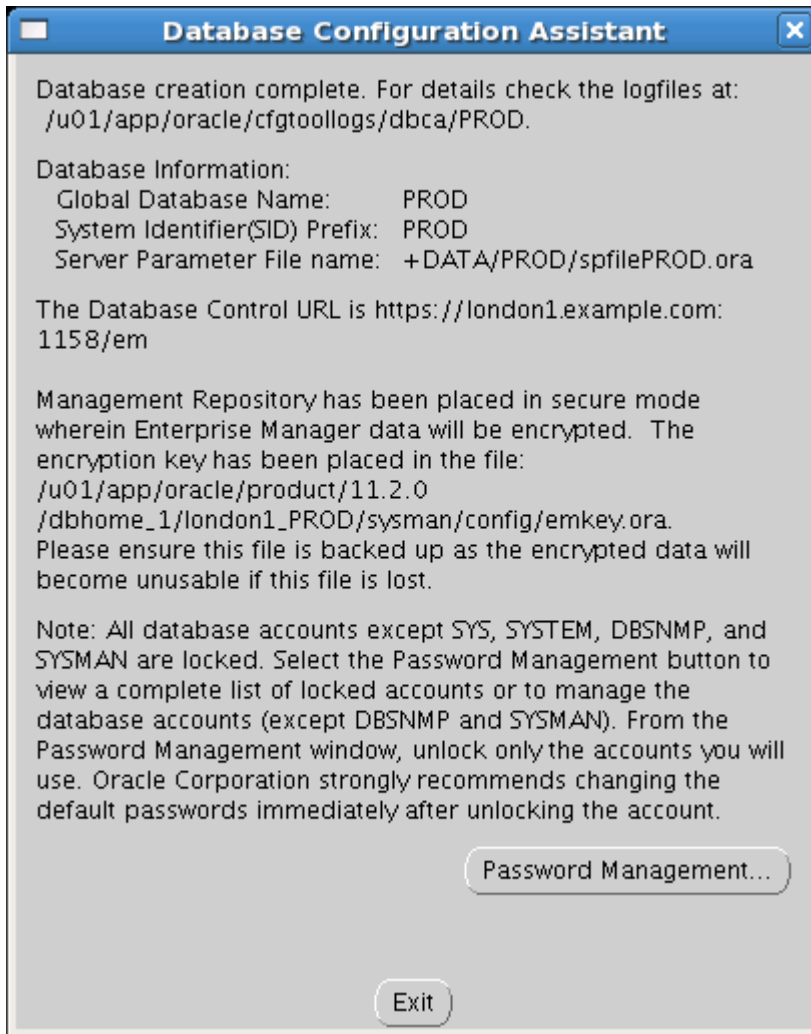 Database Configuration Assistant
Database creation complete. For details check the logfiles at:
/u01/app/oracle/cfgtoollogs/dbca/PROD.
Database Information:
Global Database Name: PROD
System Identifier(SID) Prefix: PROD
Server Parameter File name: +DATA/PROD/spfilePROD.ora
The Database Control URL is https://london1.example.com:
1158/em
Management Repository has been placed in secure mode
wherein Enterprise Manager data will be encrypted. The
encryption key has been placed in the file:
/u01/app/oracle/product/11.2.0
/dbhome_1/london1_PROD/sysman/config/emkey.ora.
Please ensure this file is backed up as the encrypted data will
become unusable if this file is lost.
Note: All database accounts except SYS, SYSTEM, DBSNMP, and
SYSMAN are locked. Select the Password Management button to
view a complete list of locked accounts or to manage the
database accounts (except DBSNMP and SYSMAN). From the
Password Management window, unlock only the accounts you will
use. Oracle Corporation strongly recommends changing the
default passwords immediately after unlocking the account.
Password Management...
Exit